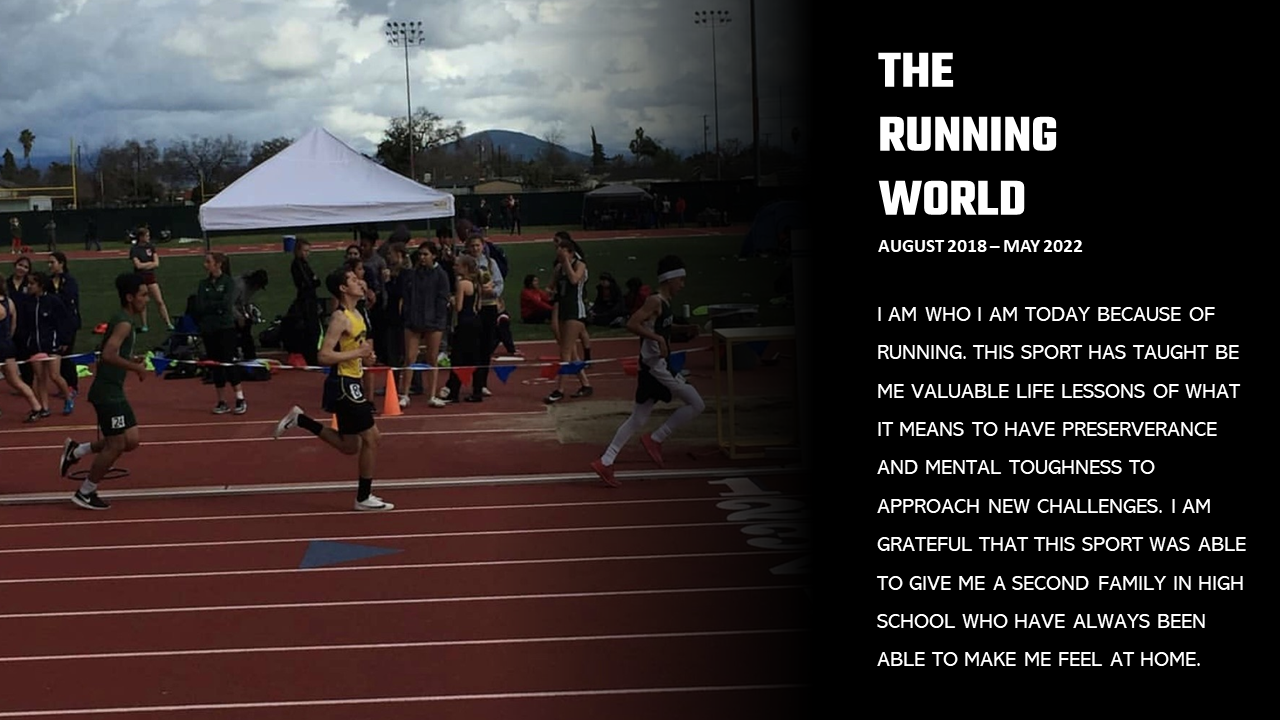 THE
RUNNING
WORLD
AUGUST 2018 – MAY 2022
I AM WHO I AM TODAY BECAUSE OF
RUNNING. THIS SPORT HAS TAUGHT BE
ME VALUABLE LIFE LESSONS OF WHAT
IT MEANS TO HAVE PRESERVERANCE
AND MENTAL TOUGHNESS TO
APPROACH NEW CHALLENGES. I AM
GRATEFUL THAT THIS SPORT WAS ABLE
TO GIVE ME A SECOND FAMILY IN HIGH
SCHOOL WHO HAVE ALWAYS BEEN
ABLE TO MAKE ME FEEL AT HOME.